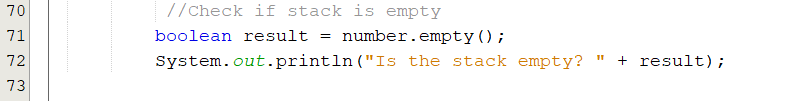 70 //Check if stack is empty
71 boolean result = number.empty();
72 System.out.println("Is the stack empty? " + result);
73